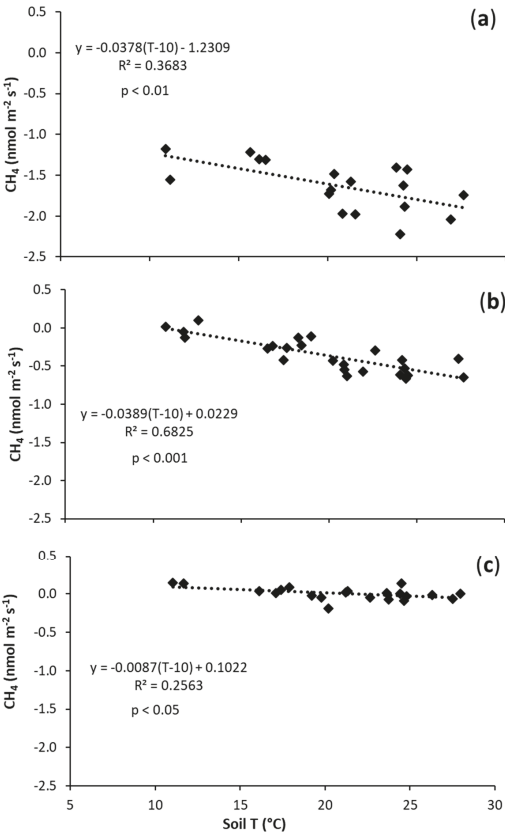 (a)
0.5
0.0
-0.5
-1.0
-1.5
-2.0
-2.5
CH₄ (nmol m⁻² s⁻¹)
y = -0.0378(T-10) - 1.2309
R² = 0.3683
p < 0.01
(b)
0.5
0.0
-0.5
-1.0
-1.5
-2.0
-2.5
CH₄ (nmol m⁻² s⁻¹)
y = -0.0389(T-10) + 0.0229
R² = 0.6825
p < 0.001
(c)
0.5
0.0
-0.5
-1.0
-1.5
-2.0
-2.5
CH₄ (nmol m⁻² s⁻¹)
y = -0.0087(T-10) + 0.1022
R² = 0.2563
p < 0.05
5 10 15 20 25 30
Soil T (°C)